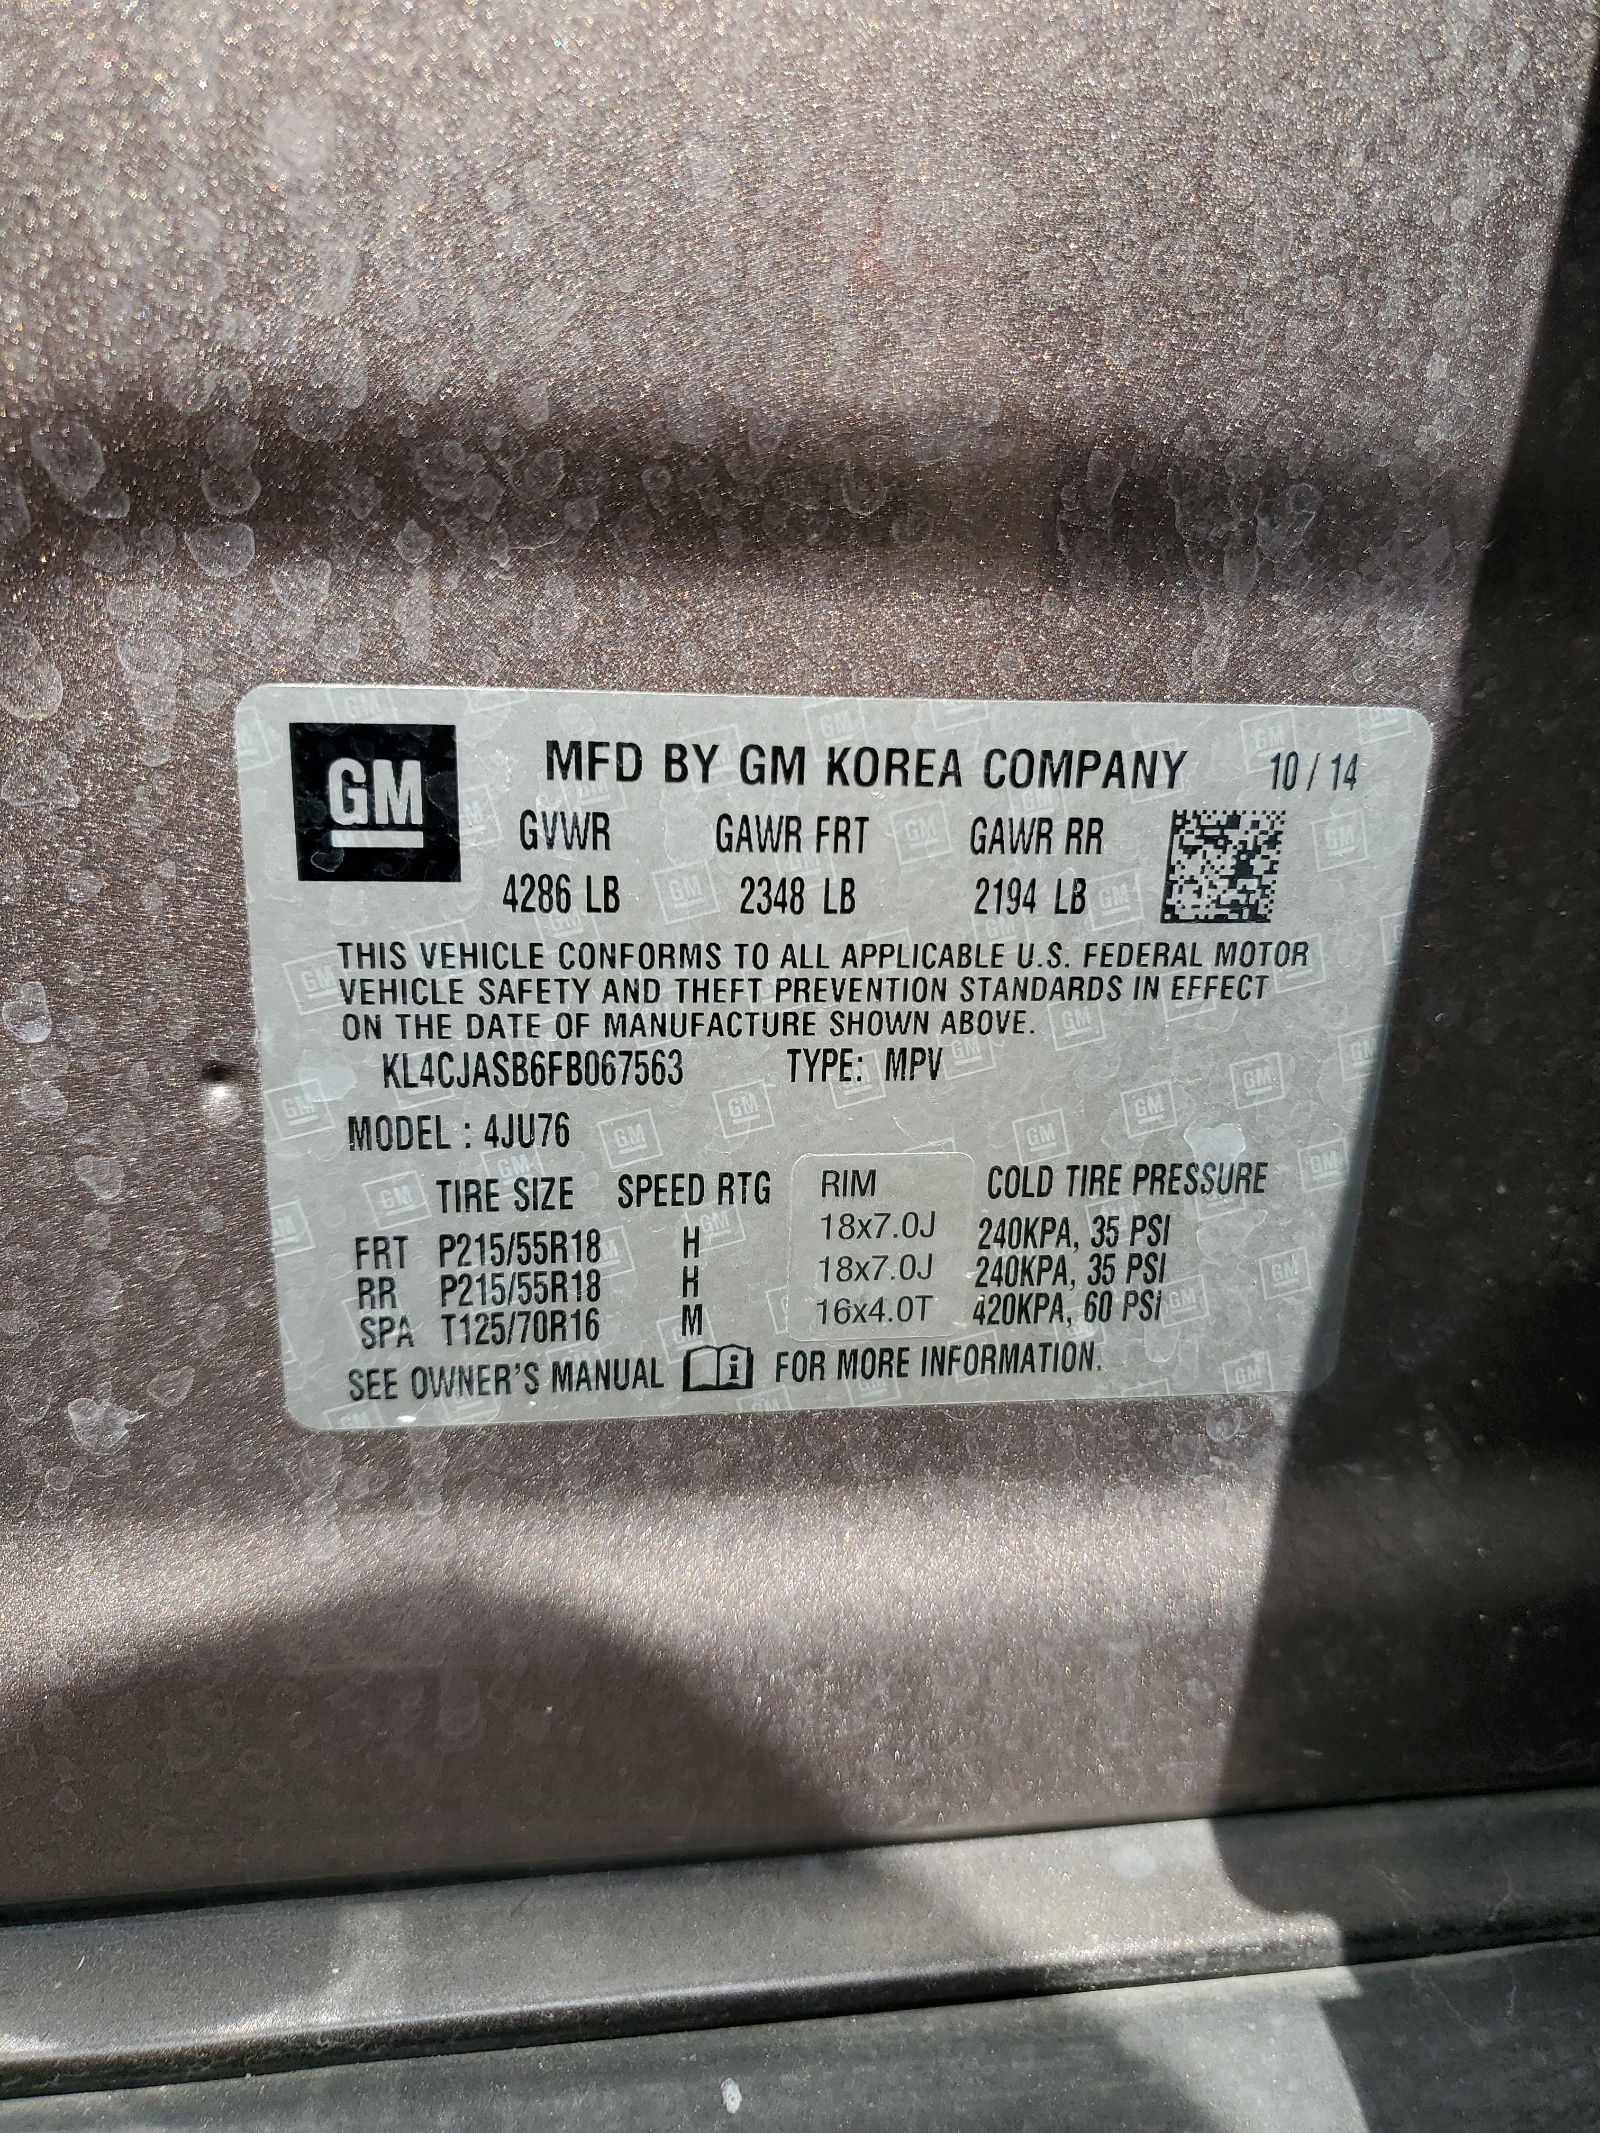 GM
MFD BY GM KOREA COMPANY 10 / 14
GVWR GAWR FRT GAWR RR
4286 LB 2348 LB 2194 LB
THIS VEHICLE CONFORMS TO ALL APPLICABLE U.S. FEDERAL MOTOR
VEHICLE SAFETY AND THEFT PREVENTION STANDARDS IN EFFECT
ON THE DATE OF MANUFACTURE SHOWN ABOVE.
KL4CJASB6FB067563 TYPE: MPV
MODEL : 4JU76
TIRE SIZE SPEED RTG RIM COLD TIRE PRESSURE
FRT P215/55R18 H 18x7.0J 240KPA, 35 PSI
RR P215/55R18 H 18x7.0J 240KPA, 35 PSI
SPA T125/70R16 M 16x4.0T 420KPA, 60 PSI
SEE OWNER'S MANUAL i FOR MORE INFORMATION.